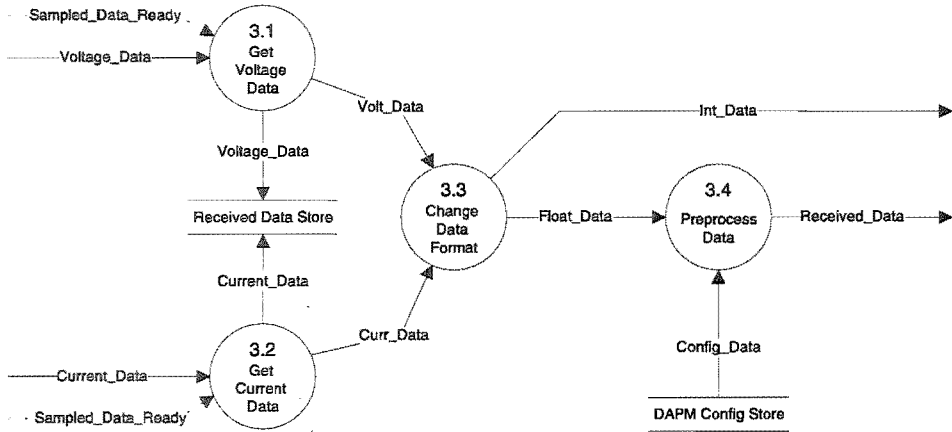 Sampled_Data_Ready
Voltage_Data
3.1
Get
Voltage
Data
Volt_Data
Int_Data
Voltage_Data
Received Data Store
3.3
Change
Data
Format
Float_Data
3.4
Preprocess
Data
Received_Data
Current_Data
Curr_Data
Config_Data
3.2
Get
Current
Data
Current_Data
Sampled_Data_Ready
DAPM Config Store